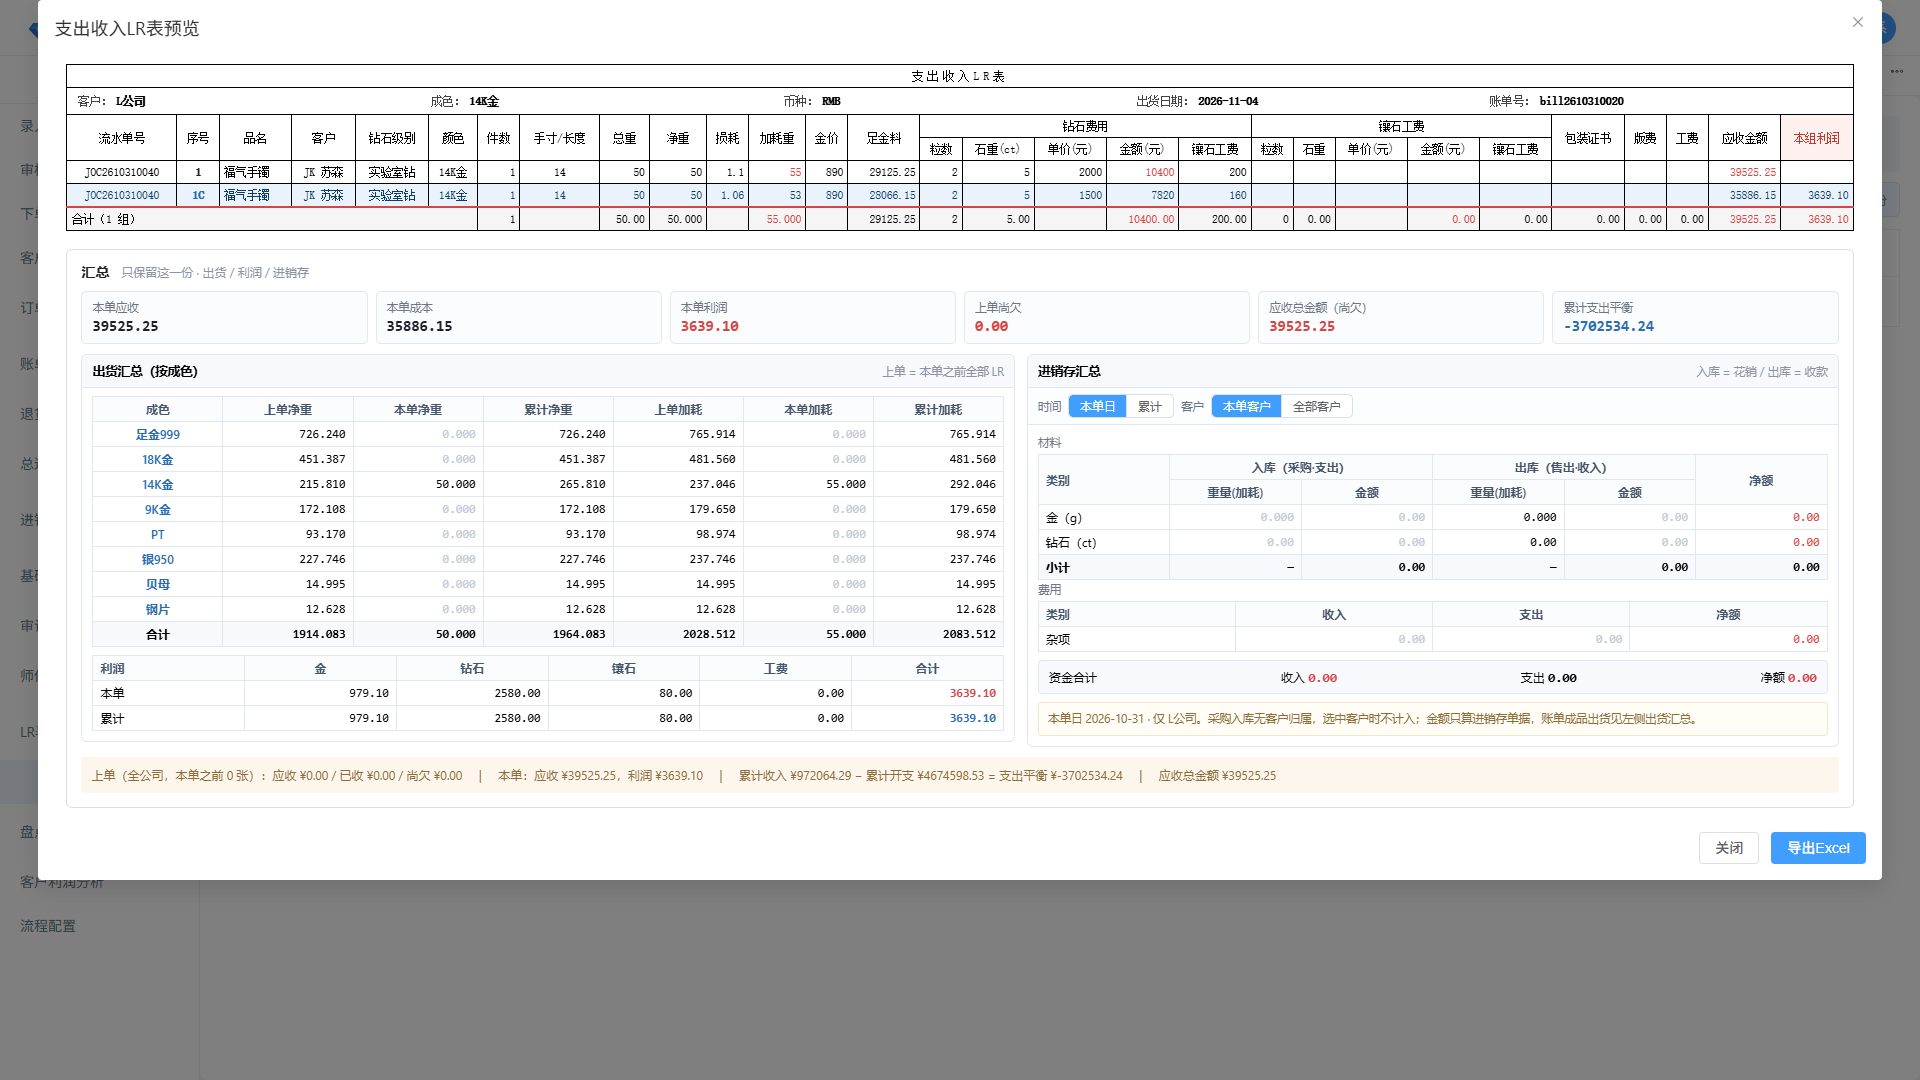 支出收入LR表预览
支出收入LR表
客户： L公司 成色： 14K金 币种： RMB 出货日期： 2026-11-04 账单号： bill2610310020
流水单号 序号 品名 客户 钻石级别 颜色 件数 手寸/长度 总重 净重 损耗 加耗重 金价 足金料 钻石费用 镶石工费 包装证书 版费 工费 应收金额 本组利润
粒数 石重(ct) 单价(元) 金额(元) 镶石工费 粒数 石重 单价(元) 金额(元) 镶石工费
JOC2610310040 1 福气手镯 JK 苏森 实验室钻 14K金 1 14 50 50 1.1 55 890 29125.25 2 5 2000 10400 200 39525.25
JOC2610310040 1C 福气手镯 JK 苏森 实验室钻 14K金 1 14 50 50 1.06 53 890 28066.15 2 5 1500 7820 160 35886.15 3639.10
合计（1 组） 1 50.00 50.000 55.000 29125.25 2 5.00 10400.00 200.00 0 0.00 0.00 0.00 0.00 0.00 0.00 39525.25 3639.10
汇总 只保留这一份 · 出货 / 利润 / 进销存
本单应收 本单成本 本单利润 上单尚欠 应收总金额（尚欠） 累计支出平衡
39525.25 35886.15 3639.10 0.00 39525.25 -3702534.24
出货汇总（按成色） 上单 = 本单之前全部 LR
成色 上单净重 本单净重 累计净重 上单加耗 本单加耗 累计加耗
足金999 726.240 0.000 726.240 765.914 0.000 765.914
18K金 451.387 0.000 451.387 481.560 0.000 481.560
14K金 215.810 50.000 265.810 237.046 55.000 292.046
9K金 172.108 0.000 172.108 179.650 0.000 179.650
PT 93.170 0.000 93.170 98.974 0.000 98.974
银950 227.746 0.000 227.746 237.746 0.000 237.746
贝母 14.995 0.000 14.995 14.995 0.000 14.995
钢片 12.628 0.000 12.628 12.628 0.000 12.628
合计 1914.083 50.000 1964.083 2028.512 55.000 2083.512
利润 金 钻石 镶石 工费 合计
本单 979.10 2580.00 80.00 0.00 3639.10
累计 979.10 2580.00 80.00 0.00 3639.10
进销存汇总 入库 = 花销 / 出库 = 收款
时间 本单日 累计 客户 本单客户 全部客户
材料
类别 入库（采购·支出） 出库（售出·收入） 净额
重量(加耗) 金额 重量(加耗) 金额
金（g） 0.000 0.00 0.000 0.00 0.00
钻石（ct） 0.00 0.00 0.00 0.00 0.00
小计 — 0.00 — 0.00 0.00
费用
类别 收入 支出 净额
杂项 0.00 0.00 0.00
资金合计 收入 0.00 支出 0.00 净额 0.00
本单日 2026-10-31 · 仅 L公司。采购入库无客户归属，选中客户时不计入；金额只算进销存单据，账单成品出货见左侧出货汇总。
上单（全公司，本单之前 0 张）: 应收 ¥0.00 / 已收 ¥0.00 / 尚欠 ¥0.00 | 本单：应收 ¥39525.25，利润 ¥3639.10 | 累计收入 ¥972064.29 − 累计开支 ¥4674598.53 = 支出平衡 ¥-3702534.24 | 应收总金额 ¥39525.25
关闭 导出Excel
客户利润分析
流程配置